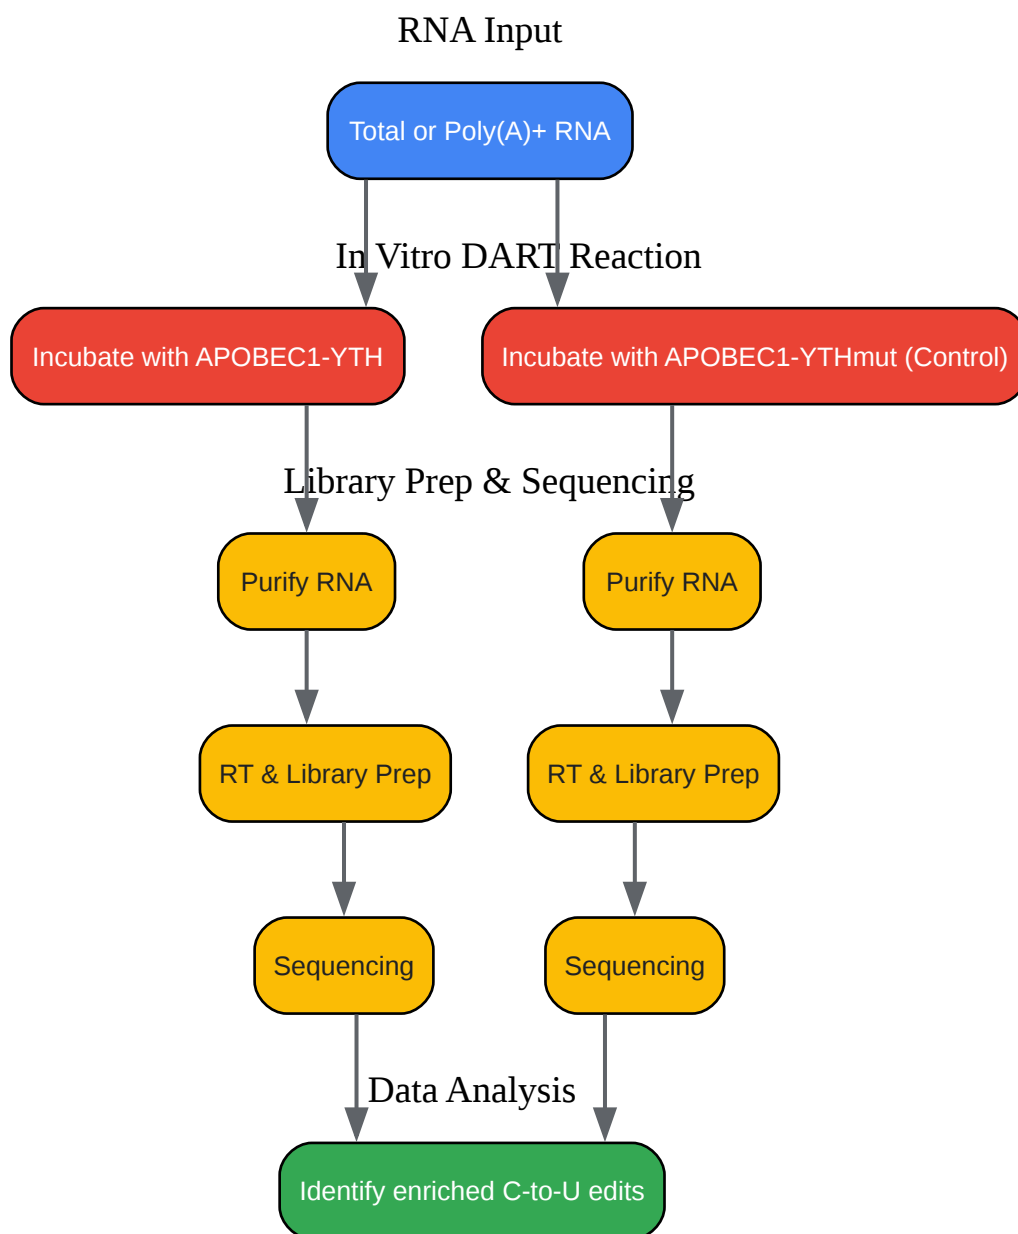 RNA Input
Total or Poly(A)+ RNA
In Vitro DART Reaction
Incubate with APOBEC1-YTH
Incubate with APOBEC1-YTHmut (Control)
Library Prep & Sequencing
Purify RNA
Purify RNA
RT & Library Prep
RT & Library Prep
Sequencing
Sequencing
Data Analysis
Identify enriched C-to-U edits